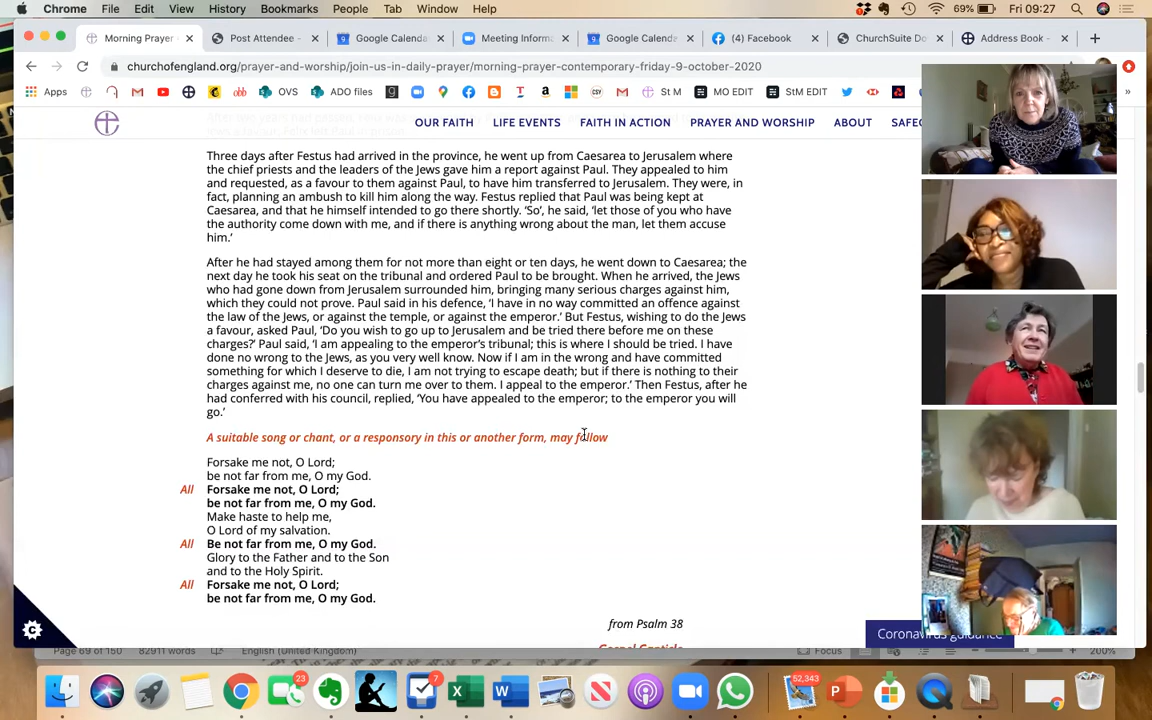 Chrome File Edit View History Bookmarks People Tab Window Help 69% Fri 09:27
Morning Prayer - × Post Attendee - × Google Calenda × Meeting Informa × Google Calenda × (4) Facebook × ChurchSuite Do × Address Book - × +
churchofengland.org/prayer-and-worship/join-us-in-daily-prayer/morning-prayer-contemporary-friday-9-october-2020
Apps OVS ADO files St M MO EDIT StM EDIT »
OUR FAITH LIFE EVENTS FAITH IN ACTION PRAYER AND WORSHIP ABOUT SAFEG
Three days after Festus had arrived in the province, he went up from Caesarea to Jerusalem where
the chief priests and the leaders of the Jews gave him a report against Paul. They appealed to him
and requested, as a favour to them against Paul, to have him transferred to Jerusalem. They were, in
fact, planning an ambush to kill him along the way. Festus replied that Paul was being kept at
Caesarea, and that he himself intended to go there shortly. ‘So’, he said, ‘let those of you who have
the authority come down with me, and if there is anything wrong about the man, let them accuse
him.’
After he had stayed among them for not more than eight or ten days, he went down to Caesarea; the
next day he took his seat on the tribunal and ordered Paul to be brought. When he arrived, the Jews
who had gone down from Jerusalem surrounded him, bringing many serious charges against him,
which they could not prove. Paul said in his defence, ‘I have in no way committed an offence against
the law of the Jews, or against the temple, or against the emperor.’ But Festus, wishing to do the Jews
a favour, asked Paul, ‘Do you wish to go up to Jerusalem and be tried there before me on these
charges?’ Paul said, ‘I am appealing to the emperor’s tribunal; this is where I should be tried. I have
done no wrong to the Jews, as you very well know. Now if I am in the wrong and have committed
something for which I deserve to die, I am not trying to escape death; but if there is nothing to their
charges against me, no one can turn me over to them. I appeal to the emperor.’ Then Festus, after he
had conferred with his council, replied, ‘You have appealed to the emperor; to the emperor you will
go.’
A suitable song or chant, or a responsory in this or another form, may follow
Forsake me not, O Lord;
be not far from me, O my God.
All Forsake me not, O Lord;
be not far from me, O my God.
Make haste to help me,
O Lord of my salvation.
All Be not far from me, O my God.
Glory to the Father and to the Son
and to the Holy Spirit.
All Forsake me not, O Lord;
be not far from me, O my God.
from Psalm 38
Gospel Canticle
Coronavirus guidance
Page 69 of 150 82911 words English (United Kingdom) Focus 200%
23 7 52,343